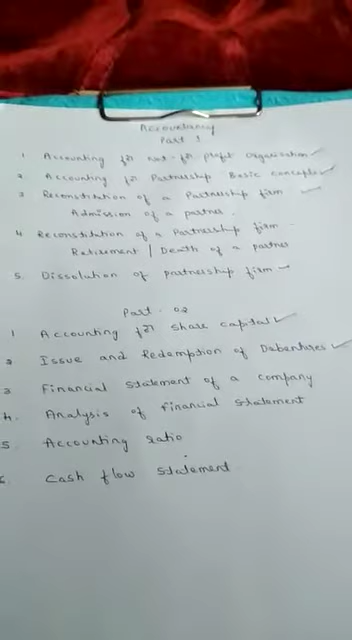 Accountancy
Part 1
1 Accounting for not-for-profit organisation ✓
2 Accounting for Partnership Basic concepts ✓
3 Reconstitution of a Partnership firm ✓
Admission of a partner.
4 Reconstitution of a Partnership firm
Retirement / Death of a partner
5. Dissolution of partnership firm ✓
Part - 02
1 Accounting for share capital ✓
2 Issue and Redemption of Debentures ✓
3 Financial statement of a company
4. Analysis of financial statement
5 Accounting ratio
6. Cash flow statement